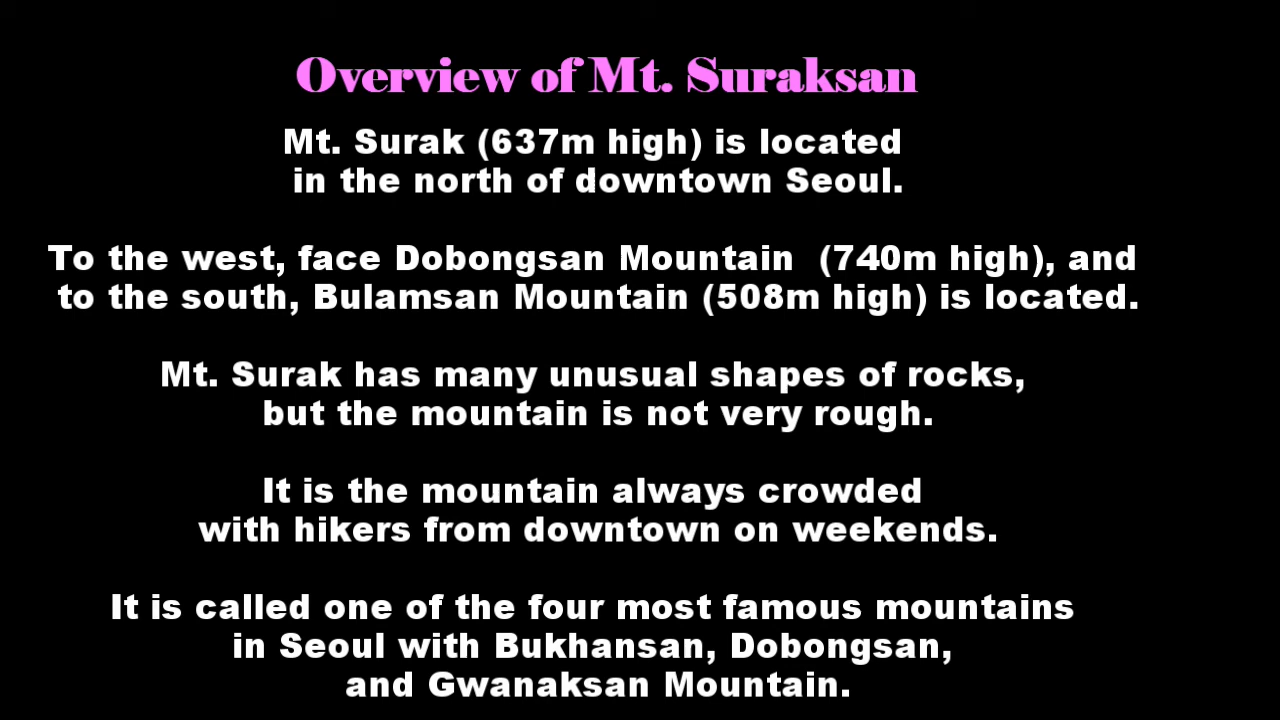 Overview of Mt. Suraksan
Mt. Surak (637m high) is located
in the north of downtown Seoul.
To the west, face Dobongsan Mountain  (740m high), and
to the south, Bulamsan Mountain (508m high) is located.
Mt. Surak has many unusual shapes of rocks,
but the mountain is not very rough.
It is the mountain always crowded
with hikers from downtown on weekends.
It is called one of the four most famous mountains
in Seoul with Bukhansan, Dobongsan,
and Gwanaksan Mountain.